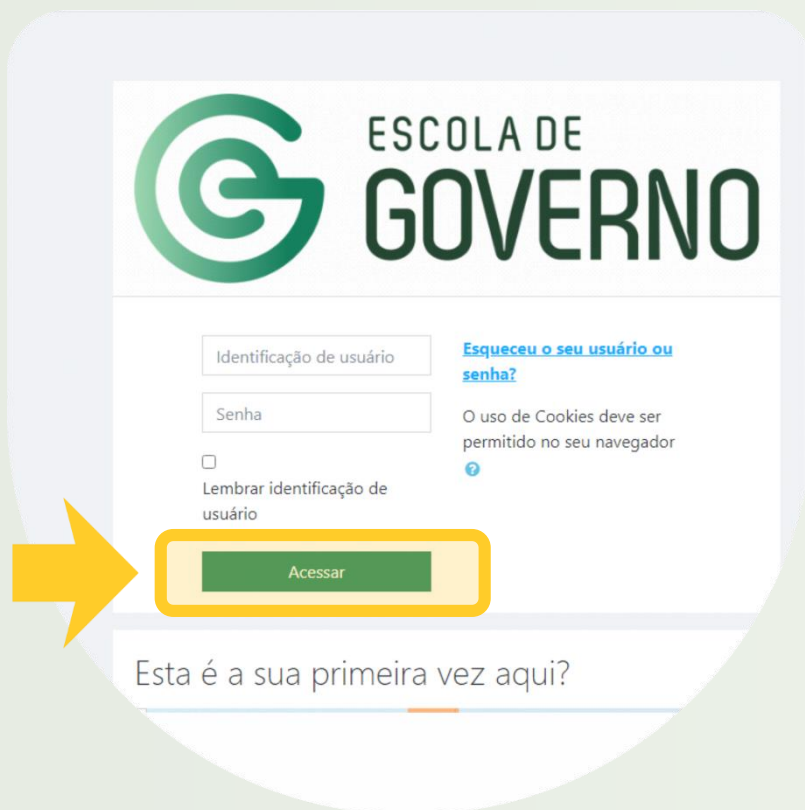 ESCOLA DE
GOVERNO
Identificação de usuário
Senha
Lembrar identificação de
usuário
Acessar
Esqueceu o seu usuário ou
senha?
O uso de Cookies deve ser
permitido no seu navegador
Esta é a sua primeira vez aqui?